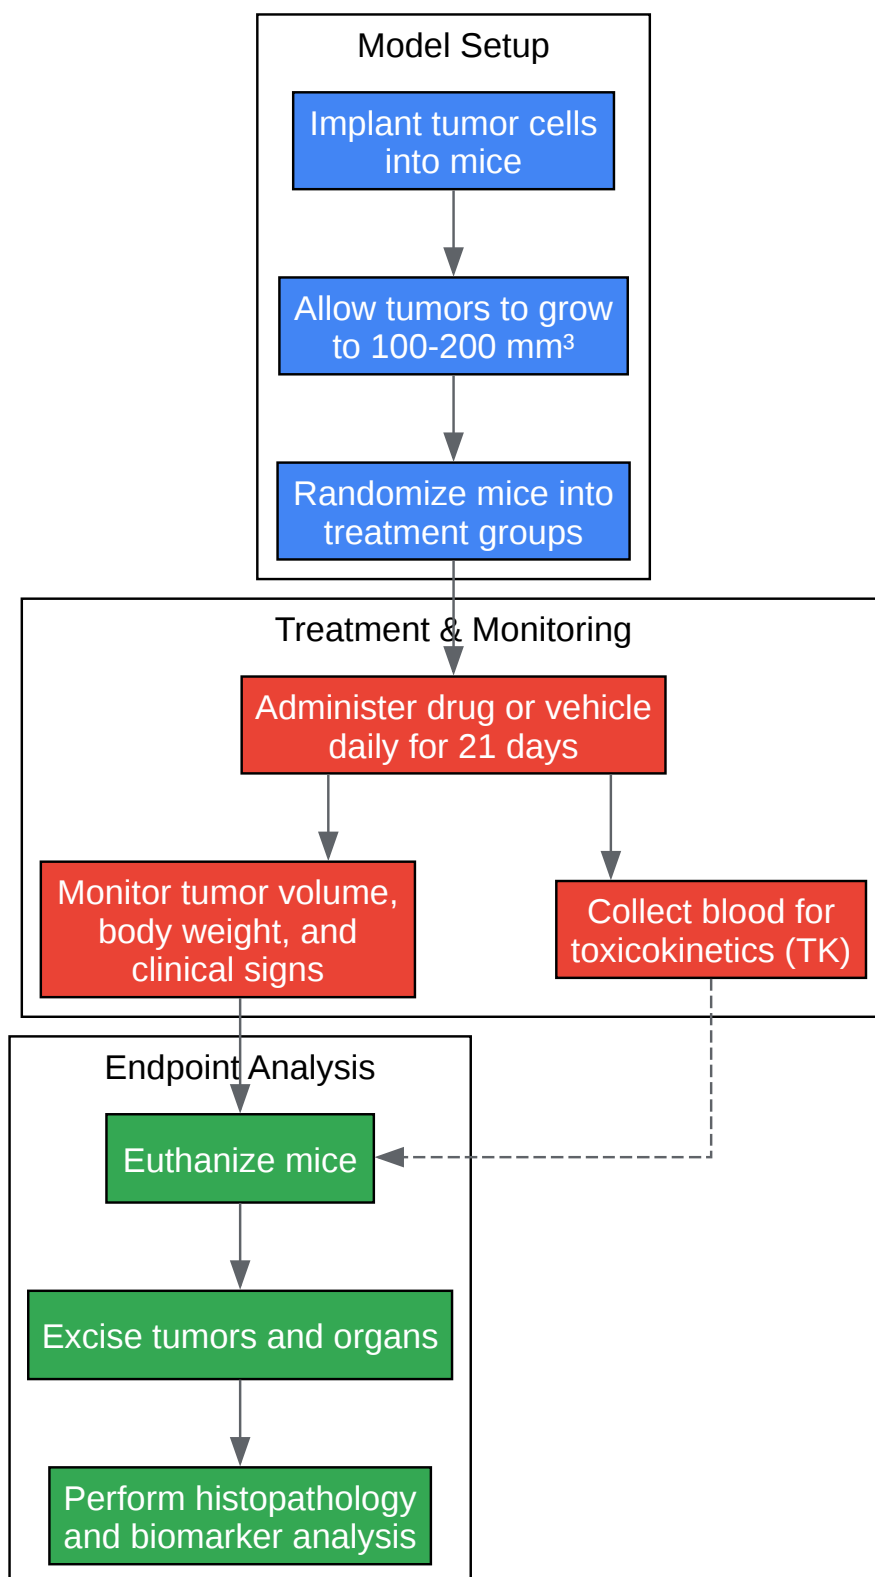 Model Setup
Implant tumor cells
into mice
Allow tumors to grow
to 100-200 mm³
Randomize mice into
treatment groups
Treatment & Monitoring
Administer drug or vehicle
daily for 21 days
Monitor tumor volume,
body weight, and
clinical signs
Collect blood for
toxicokinetics (TK)
Endpoint Analysis
Euthanize mice
Excise tumors and organs
Perform histopathology
and biomarker analysis